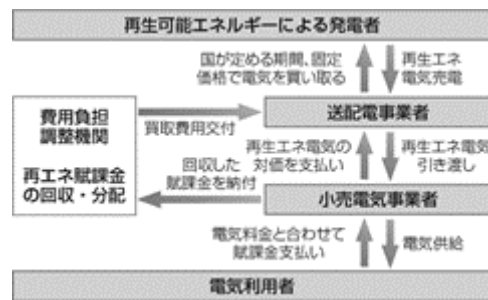 再生可能エネルギーによる発電者
国が定める期間、固定
価格で電気を買い取る
再生エネ
電気売電
費用負担
調整機関
再エネ賦課金
の回収・分配
買取費用交付
送配電事業者
回収した
賦課金を納付
再生エネ電気の
対価を支払い
再生エネ電気
引き渡し
小売電気事業者
電気料金と合わせて
賦課金支払い
電気供給
電気利用者